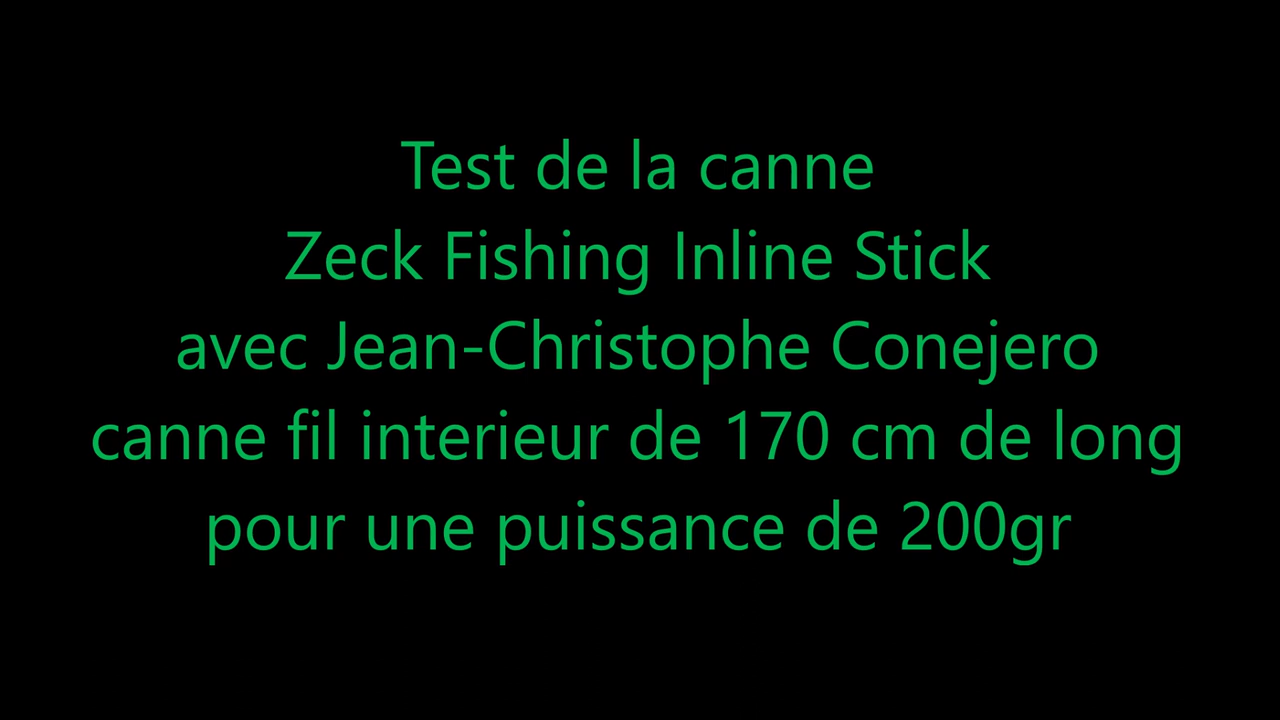 Test de la canne
Zeck Fishing Inline Stick
avec Jean-Christophe Conejero
canne fil interieur de 170 cm de long
pour une puissance de 200gr